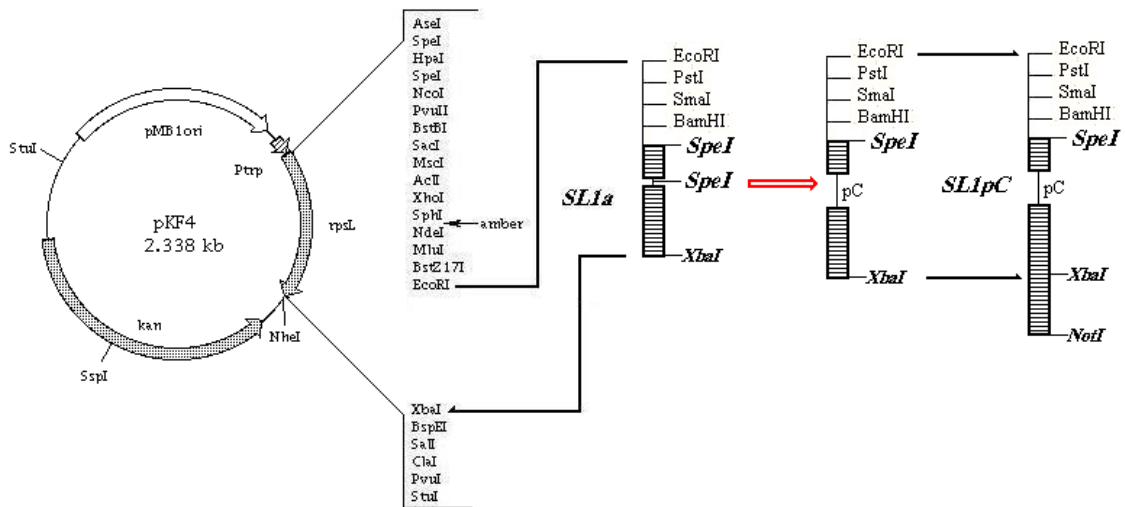 StuI
pMB1ori
Ptrp
pKF4
2.338 kb
rpsL
kan
NheI
SspI
AseI
SpeI
HpaI
SpeI
NcoI
PvuII
BstBI
SacI
MscI
AclI
XhoI
SphI
amber
NdeI
MluI
BstZ17I
EcoRI
XbaI
BspEI
SalI
ClaI
PvuI
StuI
EcoRI
PstI
SmaI
BamHI
SpeI
SpeI
SL1a
XbaI
EcoRI
PstI
SmaI
BamHI
SpeI
pC
XbaI
SL1pC
EcoRI
PstI
SmaI
BamHI
SpeI
pC
XbaI
NotI